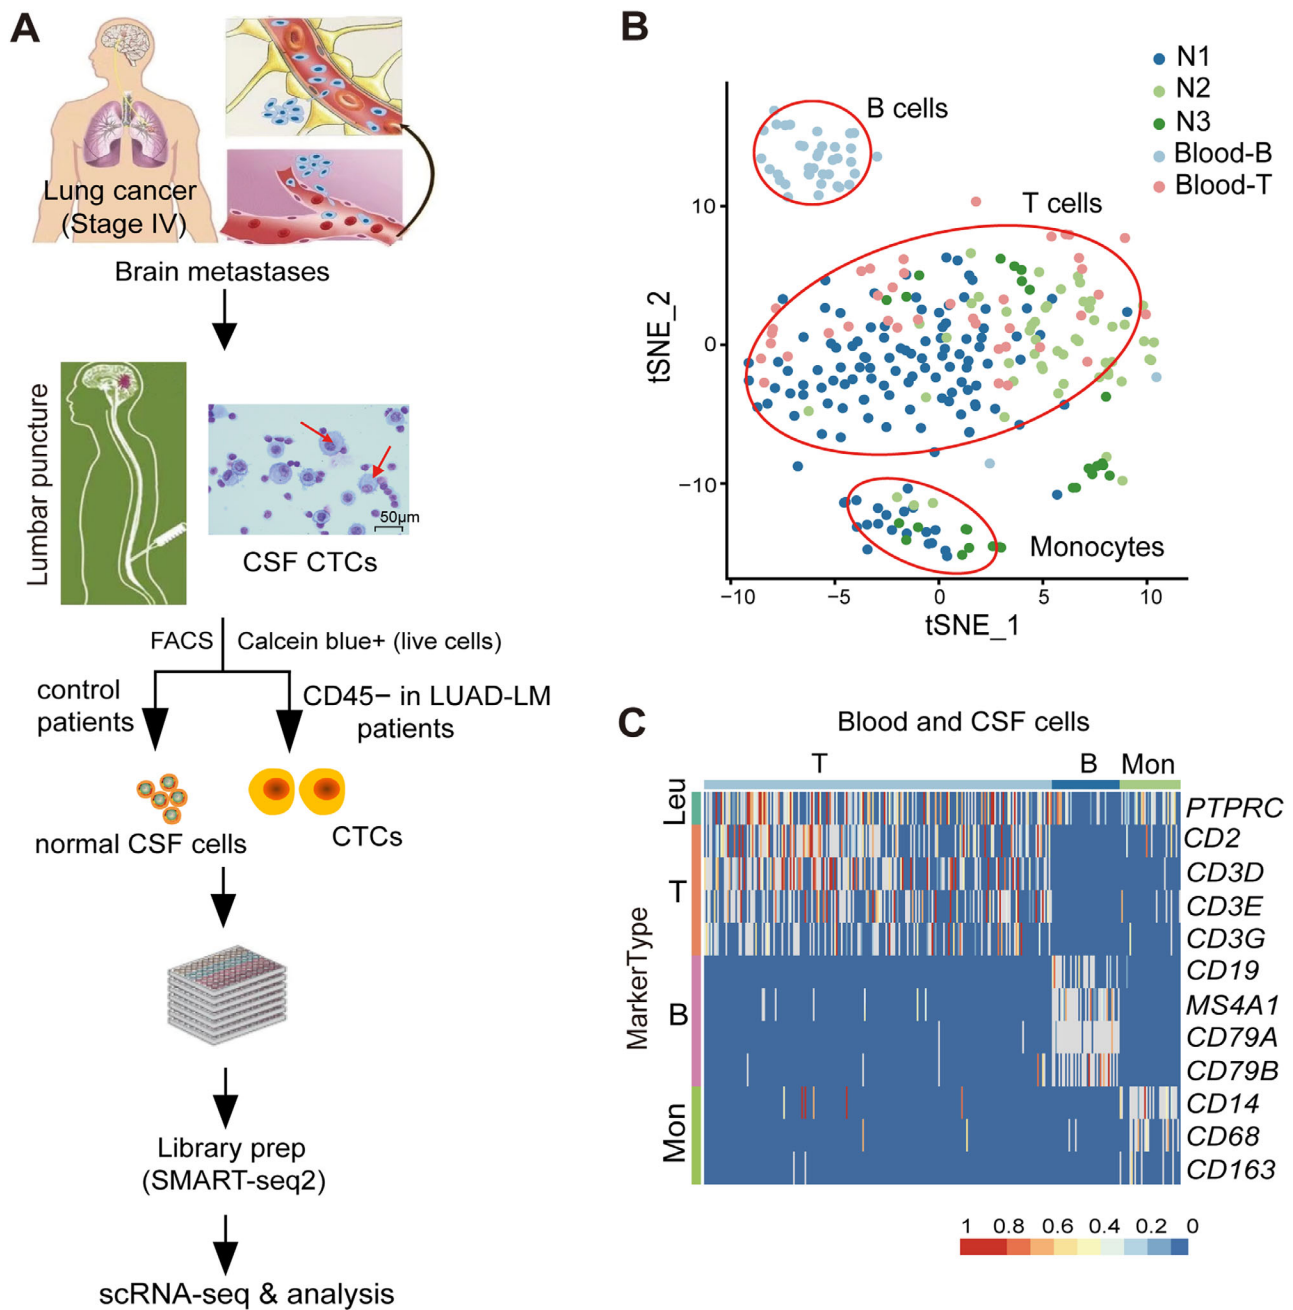 A
Lung cancer
(Stage IV)
Brain metastases
Lumbar puncture
50μm
CSF CTCs
FACS
Calcein blue+ (live cells)
control
patients
CD45− in LUAD-LM
patients
normal CSF cells
CTCs
Library prep
(SMART-seq2)
scRNA-seq & analysis
B
N1
N2
N3
Blood-B
Blood-T
B cells
T cells
Monocytes
tSNE_2
10
0
−10
−10
−5
0
5
10
tSNE_1
C
Blood and CSF cells
T
B
Mon
MarkerType
Leu
T
B
Mon
PTPRC
CD2
CD3D
CD3E
CD3G
CD19
MS4A1
CD79A
CD79B
CD14
CD68
CD163
1 0.8 0.6 0.4 0.2 0